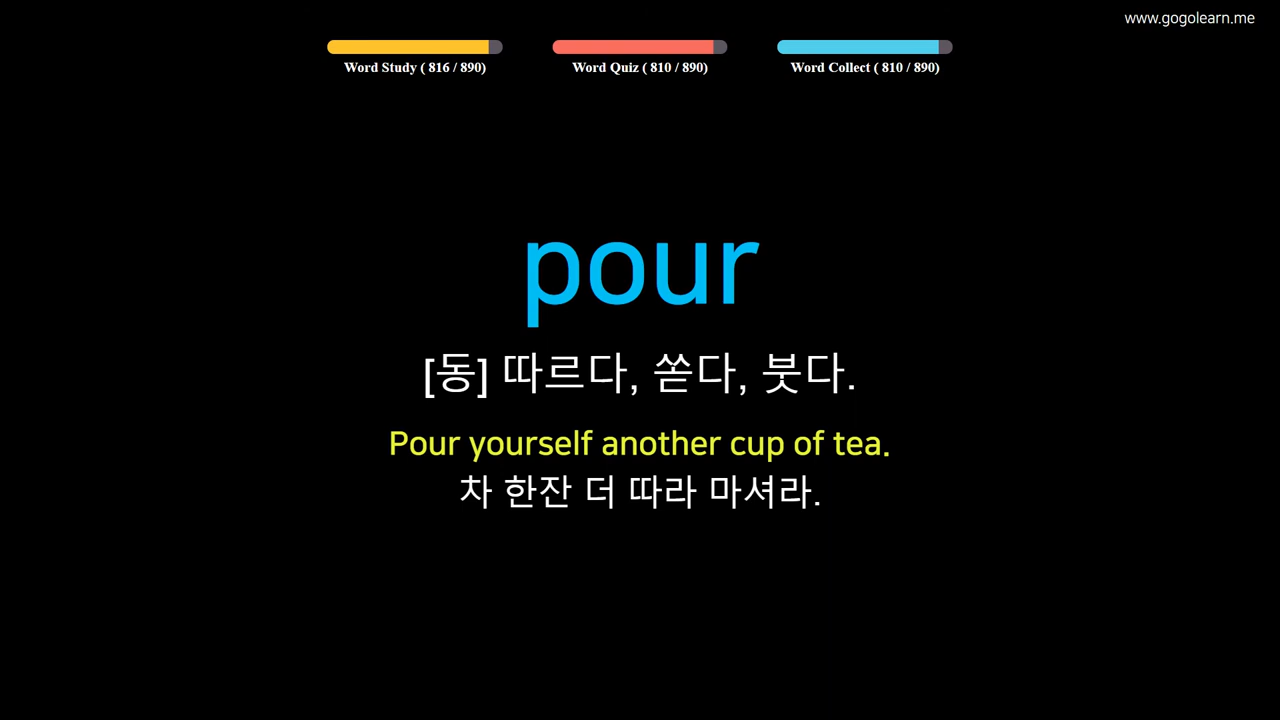 www.gogolearn.me
Word Study ( 816 / 890)
Word Quiz ( 810 / 890)
Word Collect ( 810 / 890)
pour
[동] 따르다, 쏟다, 붓다.
Pour yourself another cup of tea.
차 한잔 더 따라 마셔라.